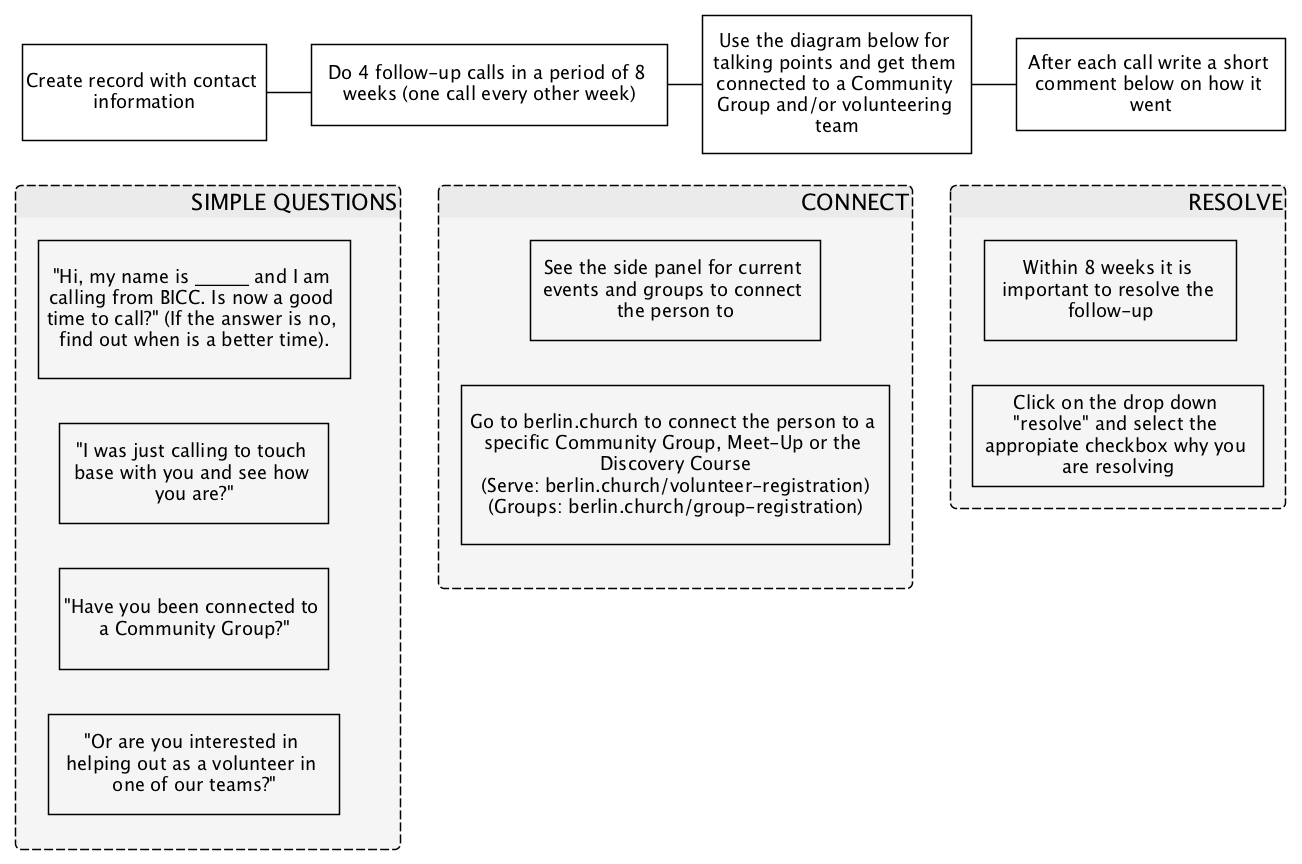 Create record with contact
information
Do 4 follow-up calls in a period of 8
weeks (one call every other week)
Use the diagram below for
talking points and get them
connected to a Community
Group and/or volunteering
team
After each call write a short
comment below on how it
went
SIMPLE QUESTIONS
"Hi, my name is ______ and I am
calling from BICC. Is now a good
time to call?" (If the answer is no,
find out when is a better time).
"I was just calling to touch
base with you and see how
you are?"
"Have you been connected to
a Community Group?"
"Or are you interested in
helping out as a volunteer in
one of our teams?"
CONNECT
See the side panel for current
events and groups to connect
the person to
Go to berlin.church to connect the person to a
specific Community Group, Meet-Up or the
Discovery Course
(Serve: berlin.church/volunteer-registration)
(Groups: berlin.church/group-registration)
RESOLVE
Within 8 weeks it is
important to resolve the
follow-up
Click on the drop down
"resolve" and select the
appropiate checkbox why you
are resolving